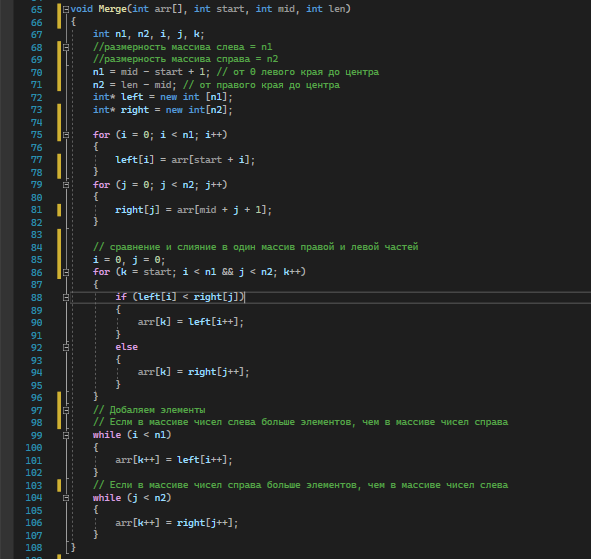 65 void Merge(int arr[], int start, int mid, int len)
66 {
67 int n1, n2, i, j, k;
68 //размерность массива слева = n1
69 //размерность массива справа = n2
70 n1 = mid - start + 1; // от 0 левого края до центра
71 n2 = len - mid; // от правого края до центра
72 int* left = new int [n1];
73 int* right = new int[n2];
74
75 for (i = 0; i < n1; i++)
76 {
77 left[i] = arr[start + i];
78 }
79 for (j = 0; j < n2; j++)
80 {
81 right[j] = arr[mid + j + 1];
82 }
83
84 // сравнение и слияние в один массив правой и левой частей
85 i = 0, j = 0;
86 for (k = start; i < n1 && j < n2; k++)
87 {
88 if (left[i] < right[j])
89 {
90 arr[k] = left[i++];
91 }
92 else
93 {
94 arr[k] = right[j++];
95 }
96 }
97 // Добаляем элементы
98 // Еслм в массиве чисел слева больше элементов, чем в массиве чисел справа
99 while (i < n1)
100 {
101 arr[k++] = left[i++];
102 }
103 // Если в массиве чисел справа больше элементов, чем в массиве чисел слева
104 while (j < n2)
105 {
106 arr[k++] = right[j++];
107 }
108 }